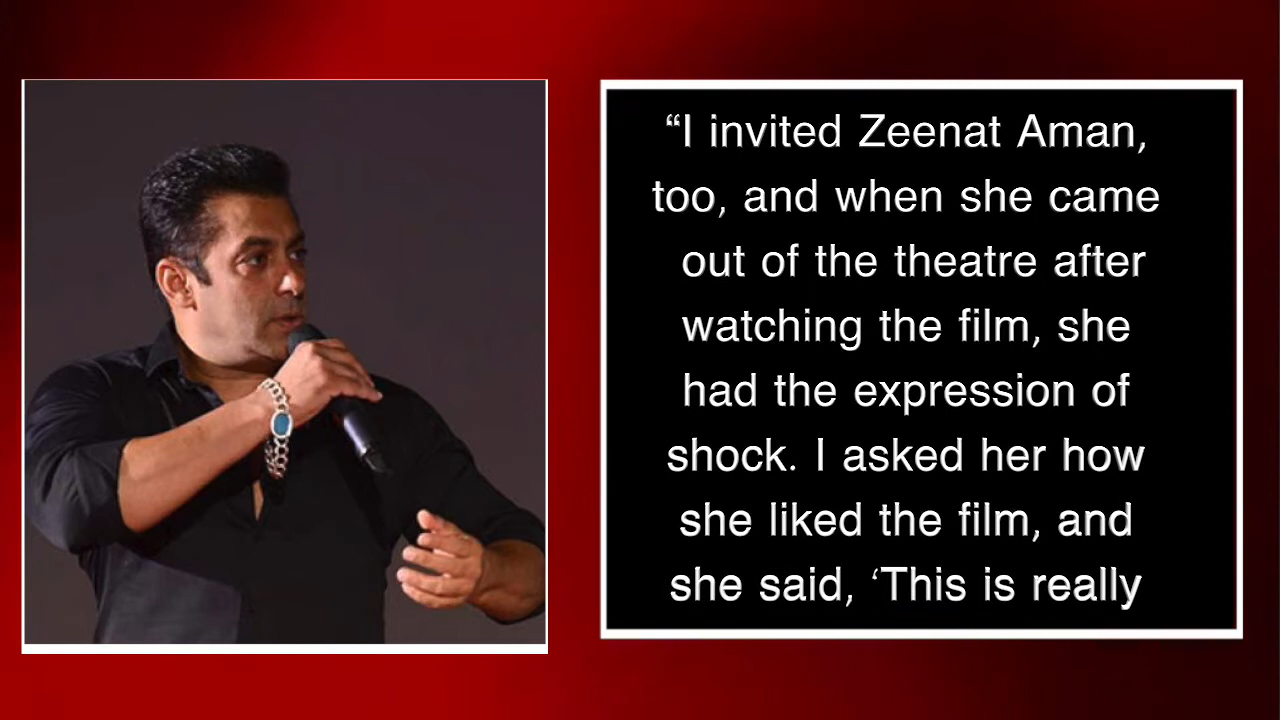 “I invited Zeenat Aman,
too, and when she came
out of the theatre after
watching the film, she
had the expression of
shock. I asked her how
she liked the film, and
she said, ‘This is really